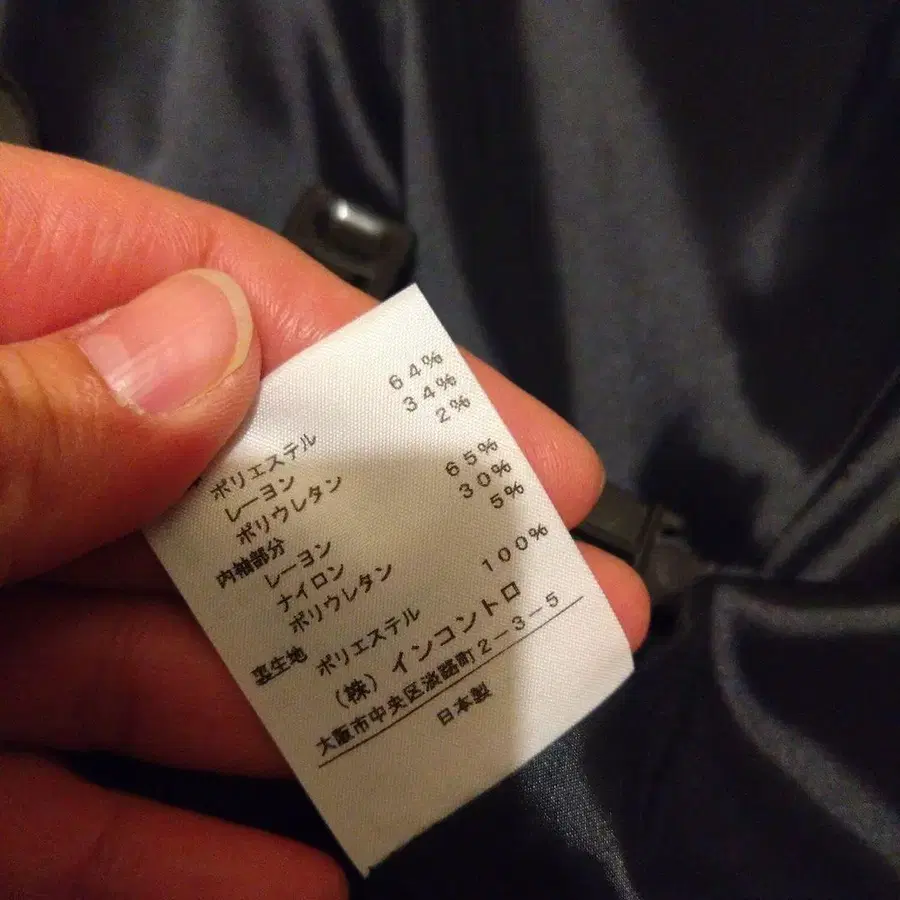 ポリエステル 64%
レーヨン 34%
ポリウレタン 2%
内袖部分
レーヨン 65%
ナイロン 30%
ポリウレタン 5%
裏生地 ポリエステル 100%
(株)インコントロ
大阪市中央区淡路町2-3-5
日本製